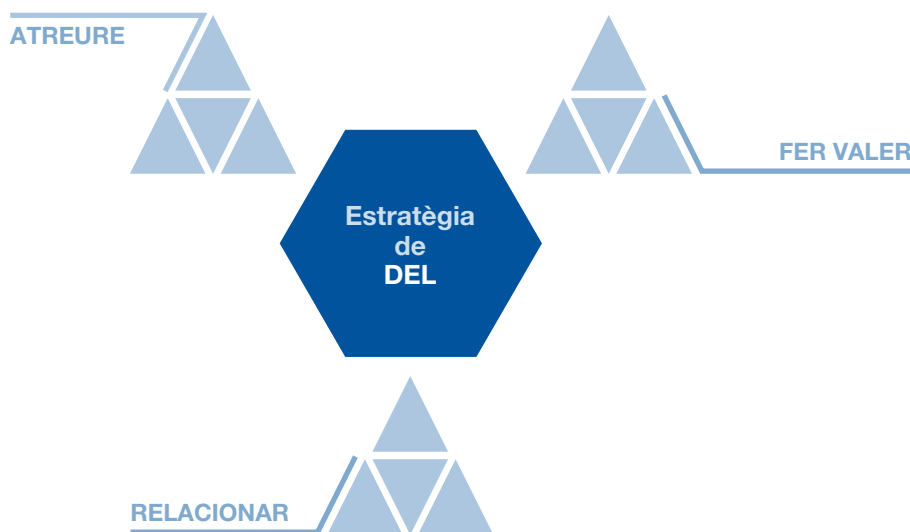 ATREURE
FER VALER
Estratègia
de
DEL
RELACIONAR